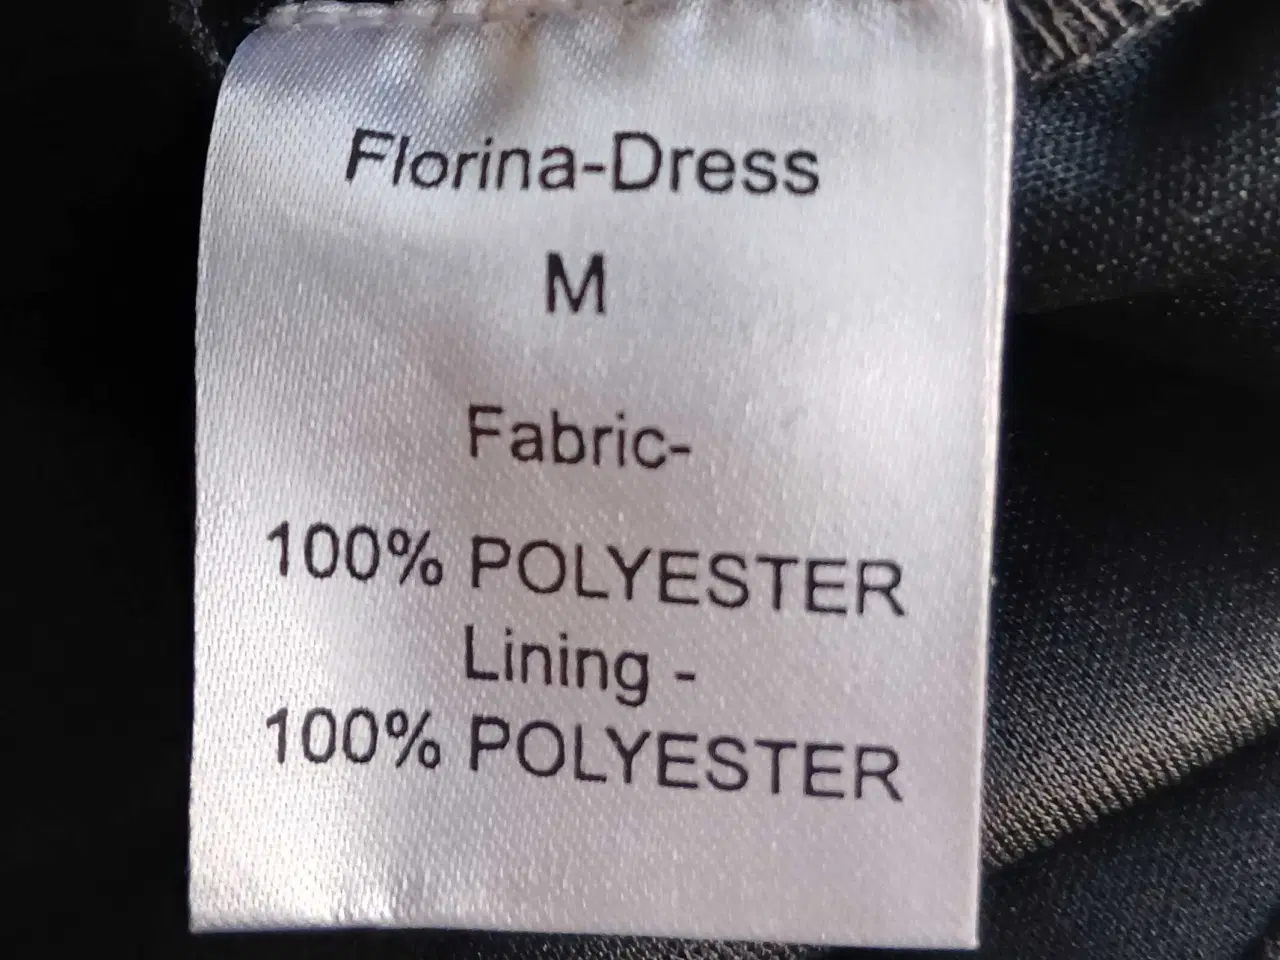 Florina-Dress
M
Fabric-
100% POLYESTER
Lining -
100% POLYESTER